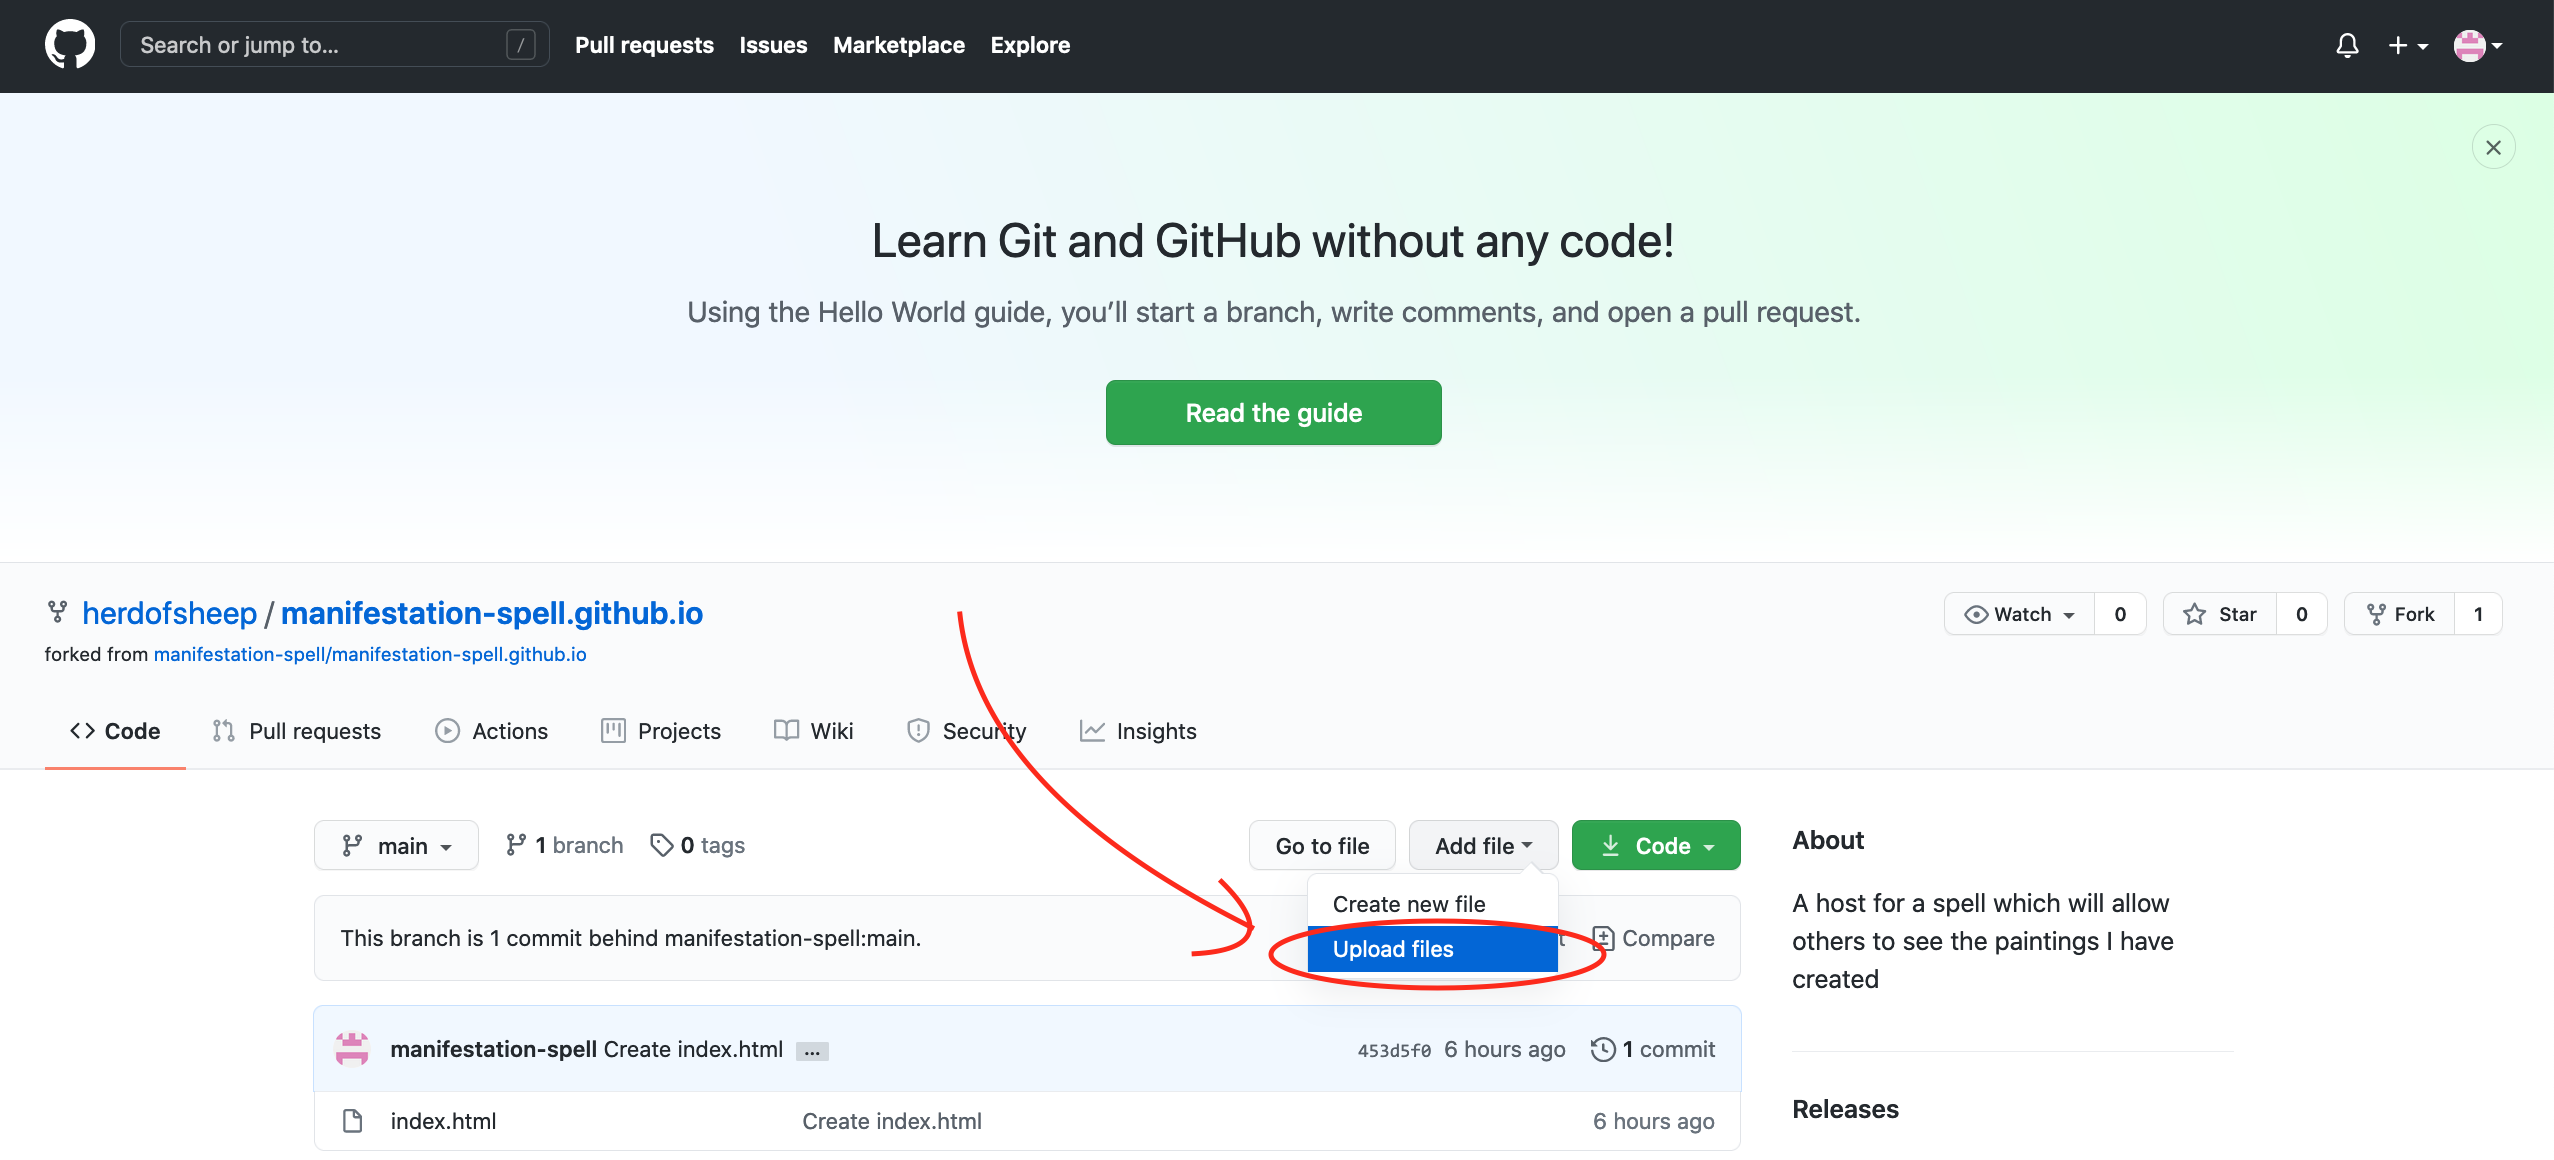 Search or jump to... /
Pull requests Issues Marketplace Explore
Learn Git and GitHub without any code!
Using the Hello World guide, you’ll start a branch, write comments, and open a pull request.
Read the guide
herdofsheep / manifestation-spell.github.io
Watch 0 Star 0 Fork 1
forked from manifestation-spell/manifestation-spell.github.io
Code Pull requests Actions Projects Wiki Security Insights
main 1 branch 0 tags Go to file Add file Code
Create new file
Upload files
This branch is 1 commit behind manifestation-spell:main.
Compare
manifestation-spell Create index.html ... 453d5f0 6 hours ago 1 commit
index.html Create index.html 6 hours ago
About
A host for a spell which will allow
others to see the paintings I have
created
Releases